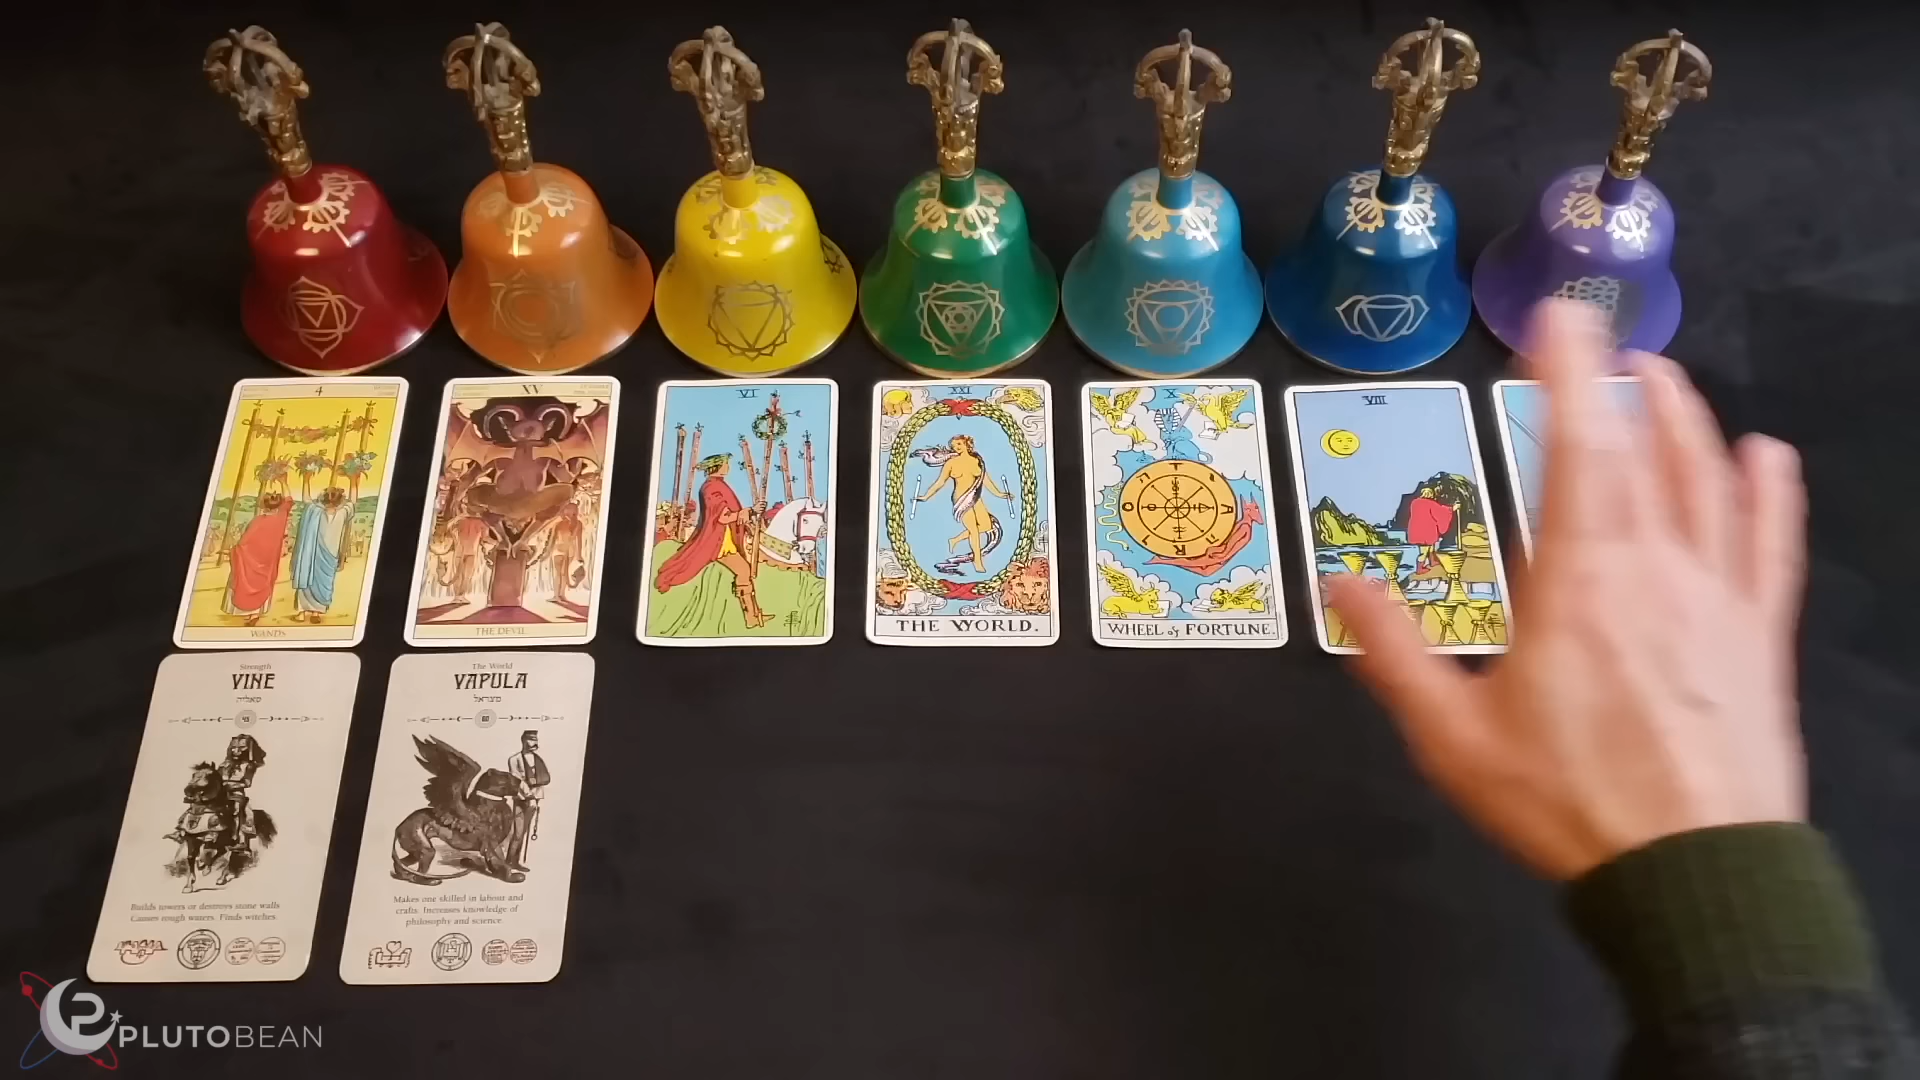 4
WANDS
XV
THE DEVIL
VI
XXI
THE WORLD.
X
WHEEL of FORTUNE.
VIII
Strength
VINE
45
Builds towers or destroys stone walls
Causes rough waters. Finds witches.
The World
VAPULA
60
Makes one skilled in labour and
crafts. Increases knowledge of
philosophy and science.
PLUTOBEAN